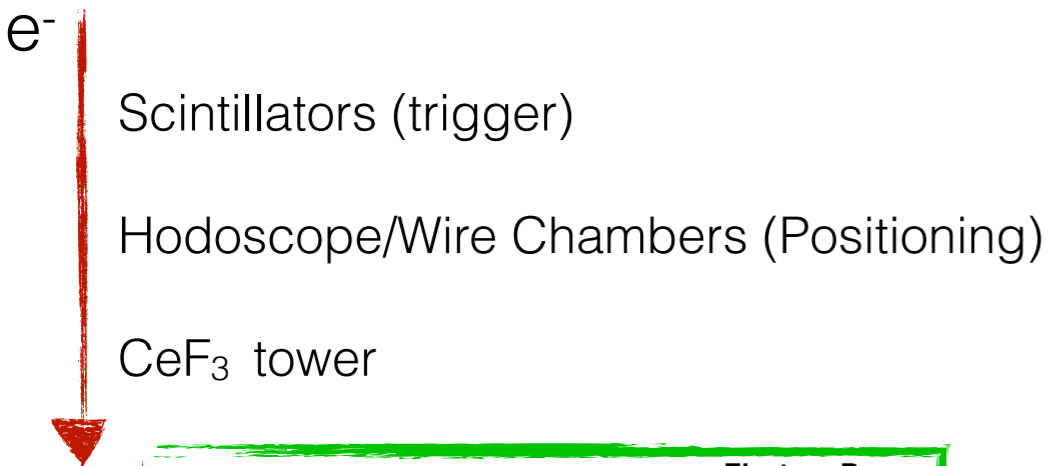 e-
Scintillators (trigger)
Hodoscope/Wire Chambers (Positioning)
CeF3 tower